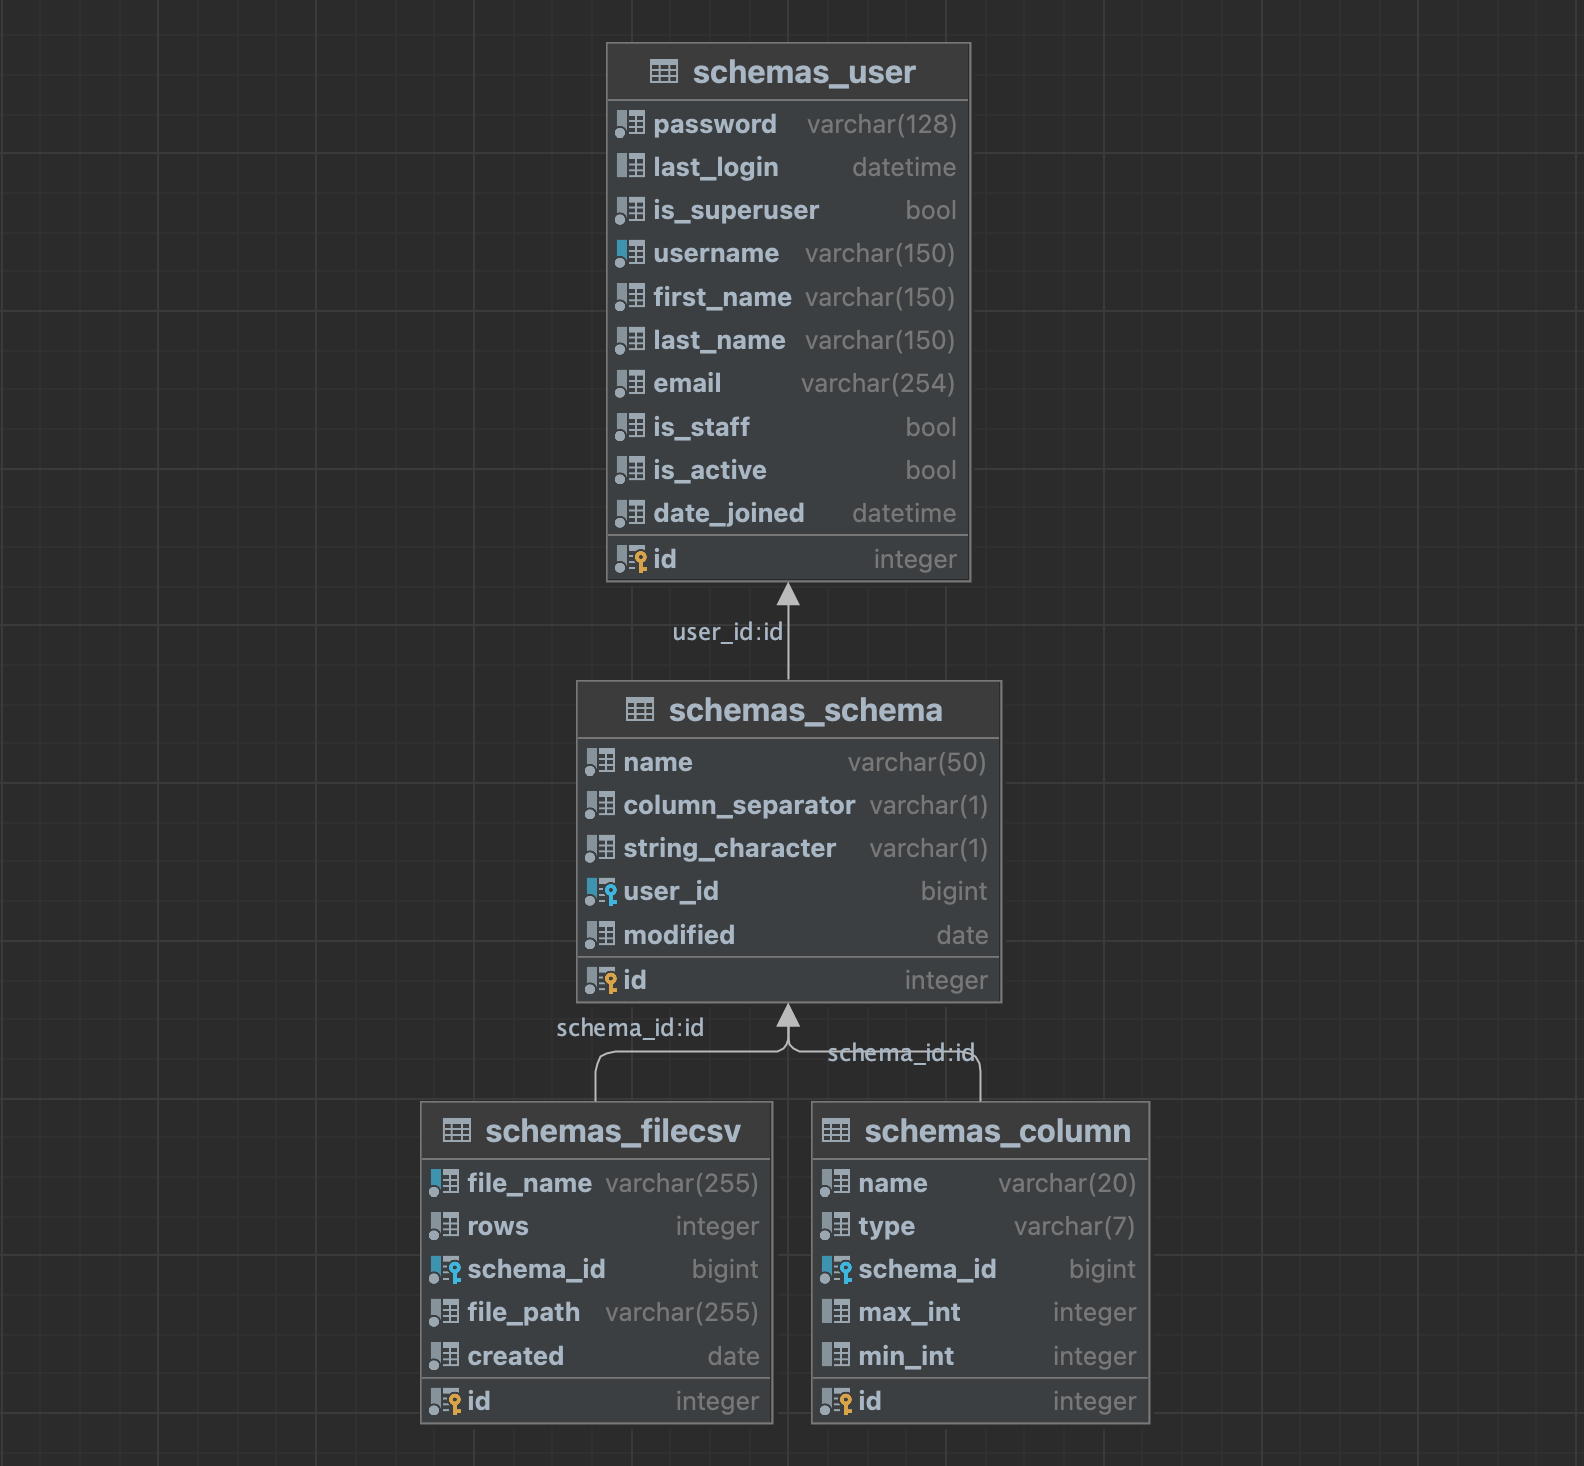 schemas_user
password varchar(128)
last_login datetime
is_superuser bool
username varchar(150)
first_name varchar(150)
last_name varchar(150)
email varchar(254)
is_staff bool
is_active bool
date_joined datetime
id integer
user_id:id
schemas_schema
name varchar(50)
column_separator varchar(1)
string_character varchar(1)
user_id bigint
modified date
id integer
schema_id:id
schema_id:id
schemas_filecsv
file_name varchar(255)
rows integer
schema_id bigint
file_path varchar(255)
created date
id integer
schemas_column
name varchar(20)
type varchar(7)
schema_id bigint
max_int integer
min_int integer
id integer